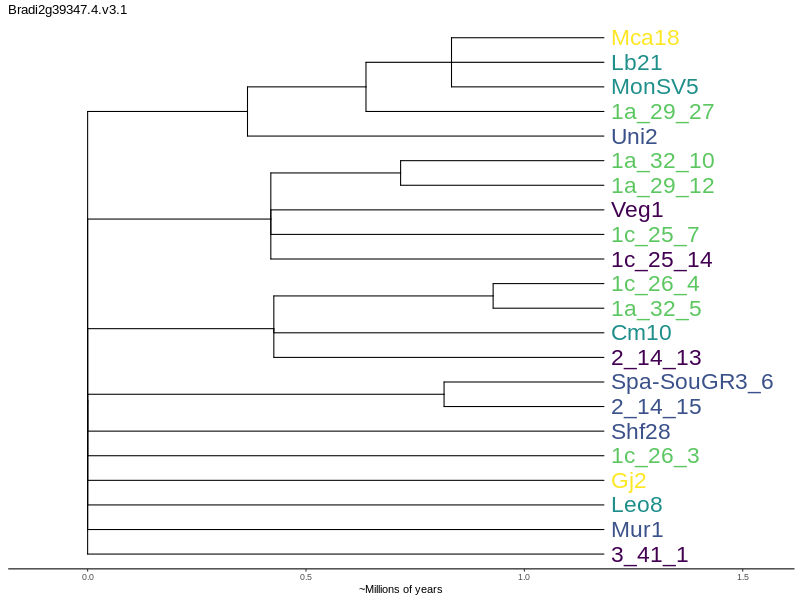 Bradi2g39347.4.v3.1
Mca18
Lb21
MonSV5
1a_29_27
Uni2
1a_32_10
1a_29_12
Veg1
1c_25_7
1c_25_14
1c_26_4
1a_32_5
Cm10
2_14_13
Spa-SouGR3_6
2_14_15
Shf28
1c_26_3
Gj2
Leo8
Mur1
3_41_1
0.0 0.5 1.0 1.5
~Millions of years